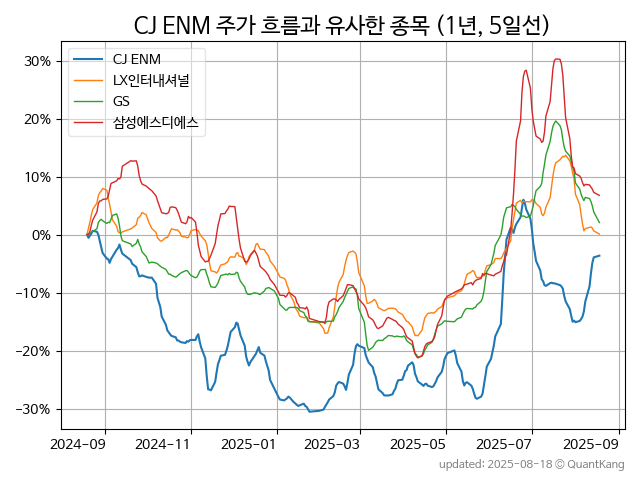 CJ ENM 주가 흐름과 유사한 종목 (1년, 5일선)
CJ ENM
LX인터내셔널
GS
삼성에스디에스
30%
20%
10%
0%
−10%
−20%
−30%
2024-09
2024-11
2025-01
2025-03
2025-05
2025-07
2025-09
updated: 2025-08-18 ⓒ QuantKang